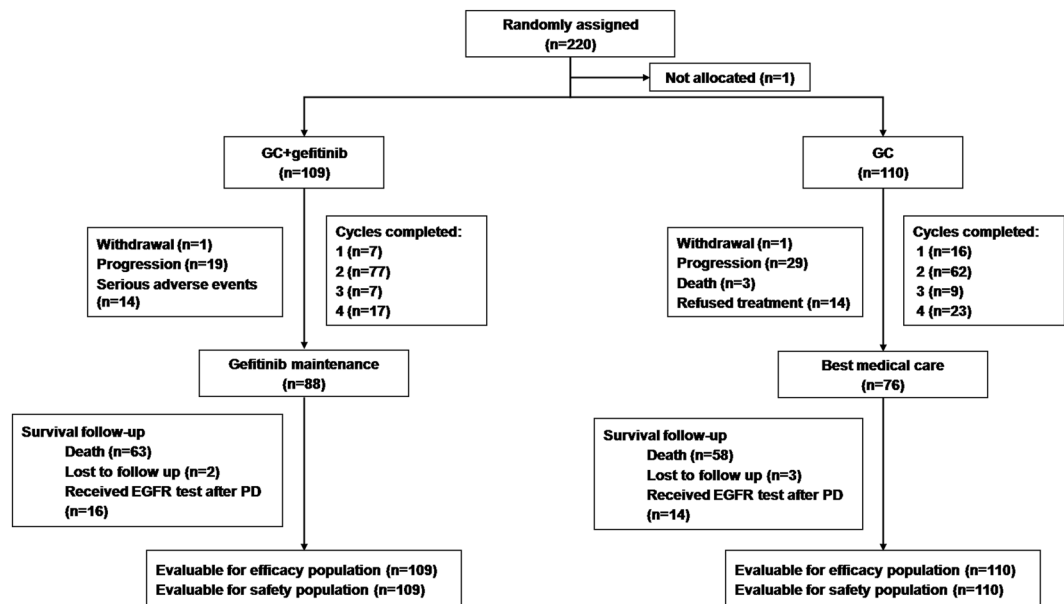 Randomly assigned
(n=220)
Not allocated (n=1)
GC+gefitinib
(n=109)
GC
(n=110)
Withdrawal (n=1)
Progression (n=19)
Serious adverse events
(n=14)
Cycles completed:
1 (n=7)
2 (n=77)
3 (n=7)
4 (n=17)
Withdrawal (n=1)
Progression (n=29)
Death (n=3)
Refused treatment (n=14)
Cycles completed:
1 (n=16)
2 (n=62)
3 (n=9)
4 (n=23)
Gefitinib maintenance
(n=88)
Best medical care
(n=76)
Survival follow-up
Death (n=63)
Lost to follow up (n=2)
Received EGFR test after PD
(n=16)
Survival follow-up
Death (n=58)
Lost to follow up (n=3)
Received EGFR test after PD
(n=14)
Evaluable for efficacy population (n=109)
Evaluable for safety population (n=109)
Evaluable for efficacy population (n=110)
Evaluable for safety population (n=110)